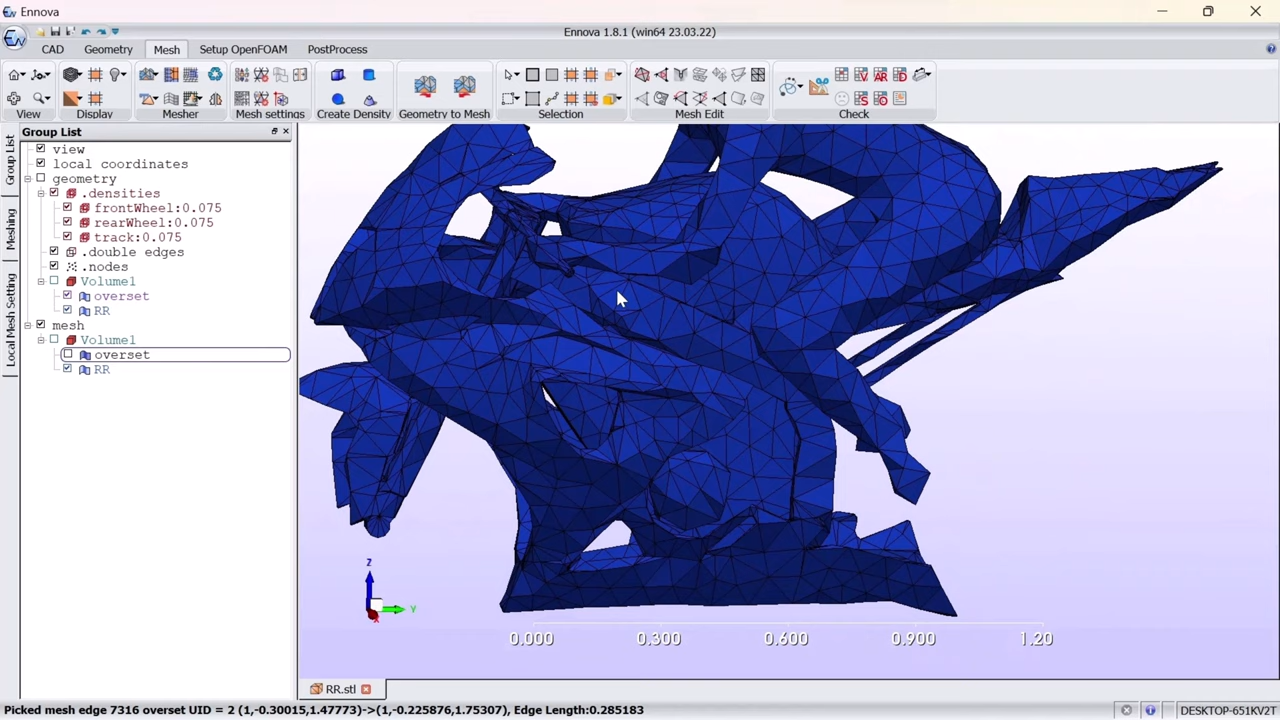 Ennova
Ennova 1.8.1 (win64 23.03.22)
CAD Geometry Mesh Setup OpenFOAM PostProcess
View Display Mesher Mesh settings Create Density Geometry to Mesh Selection Mesh Edit Check
Group List
Group List
Meshing
Local Mesh Setting
view
local coordinates
geometry
.densities
frontWheel:0.075
rearWheel:0.075
track:0.075
.double edges
.nodes
Volume1
overset
RR
mesh
Volume1
overset
RR
Z
Y
X
0.000 0.300 0.600 0.900 1.20
RR.stl
Picked mesh edge 7316 overset UID = 2 (1,-0.30015,1.47773)->(1,-0.225876,1.75307), Edge Length:0.285183
DESKTOP-651KV2T